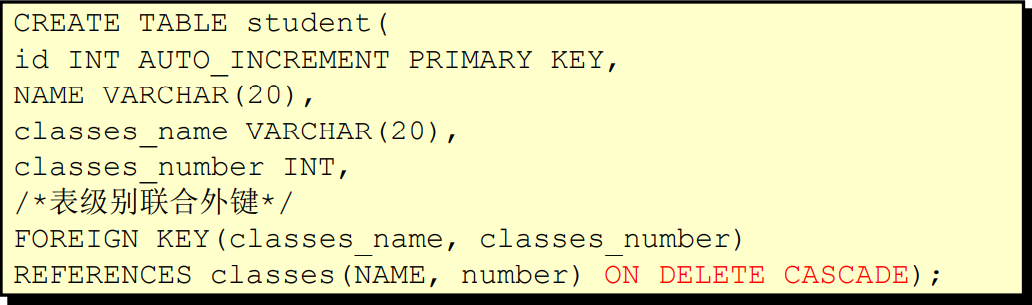 CREATE TABLE student(
id INT AUTO_INCREMENT PRIMARY KEY,
NAME VARCHAR(20),
classes_name VARCHAR(20),
classes_number INT,
/*表级别联合外键*/
FOREIGN KEY(classes_name, classes_number)
REFERENCES classes(NAME, number) ON DELETE CASCADE);